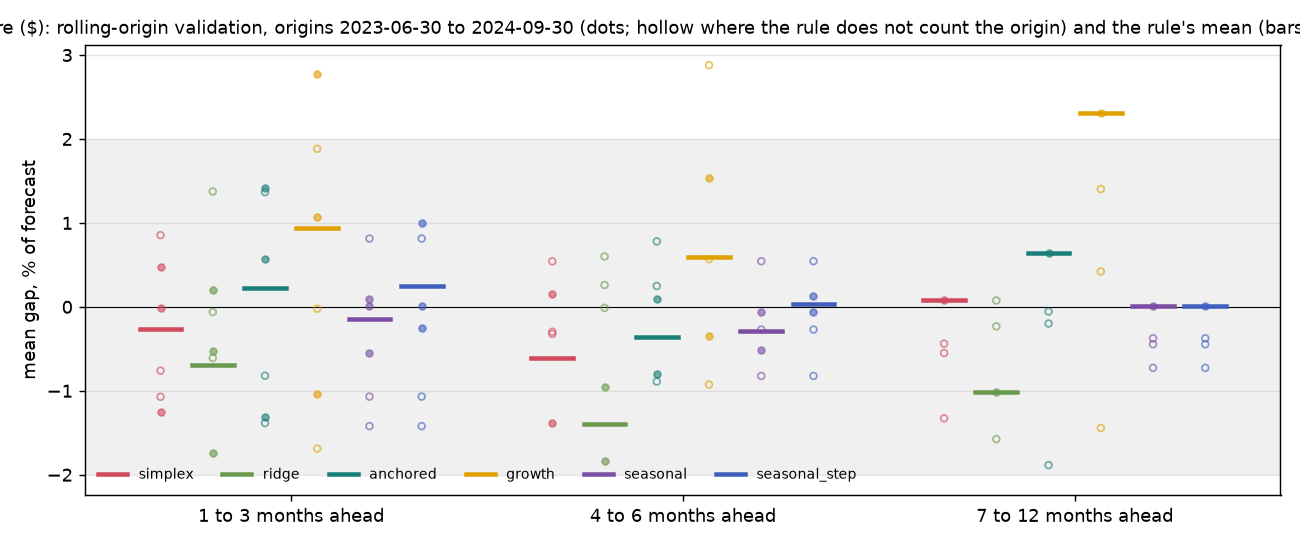 ($): rolling-origin validation, origins 2023-06-30 to 2024-09-30 (dots; hollow where the rule does not count the origin) and the rule's mean
3
2
1
0
−1
−2
mean gap, % of forecast
simplex ridge anchored growth seasonal seasonal_step
1 to 3 months ahead 4 to 6 months ahead 7 to 12 months ahead